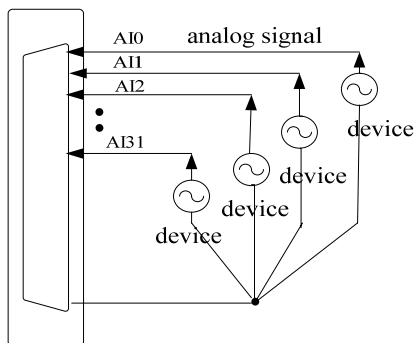 AI0 analog signal
AI1
AI2
AI31
device
device
device
device